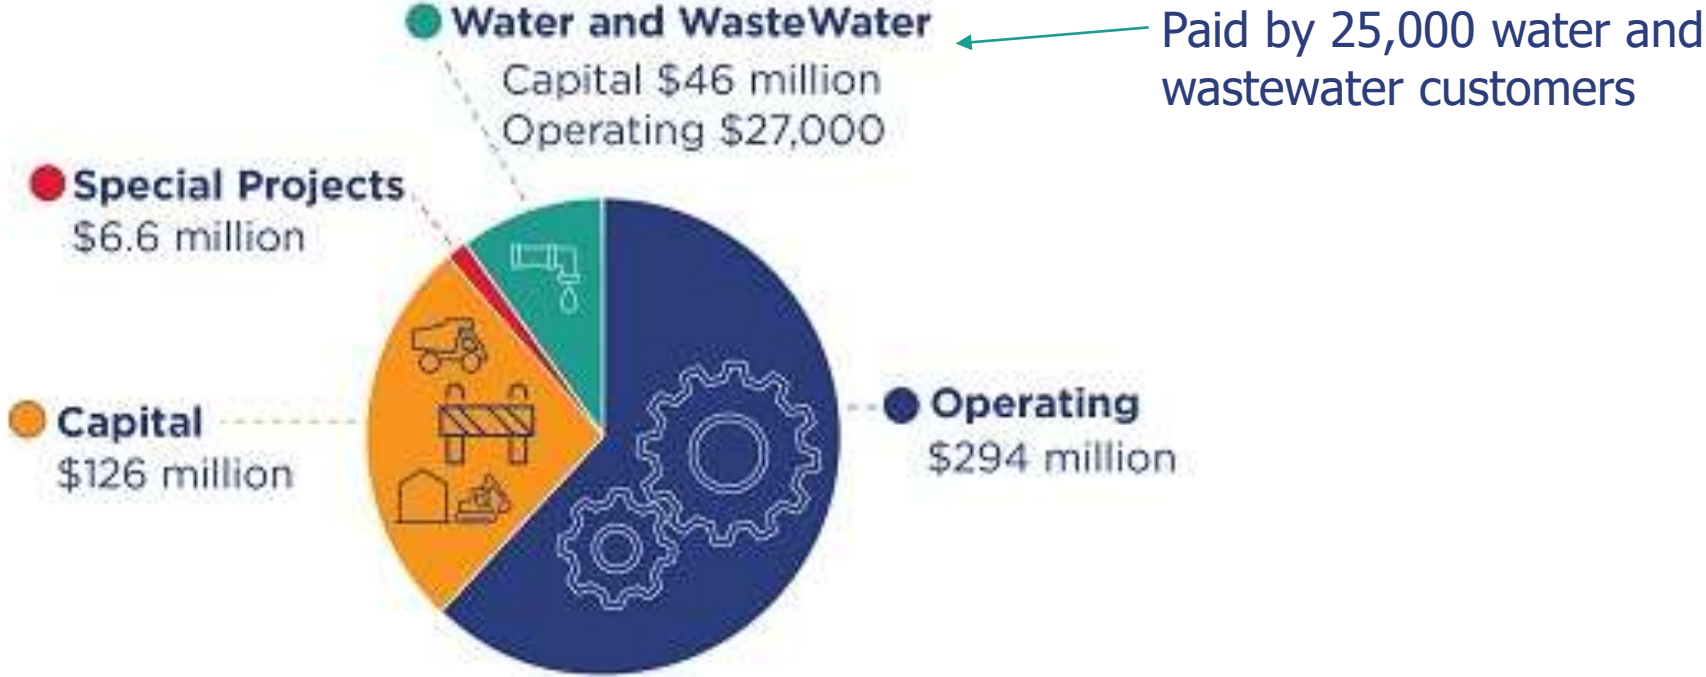 Water and WasteWater
Capital $46 million
Operating $27,000
Paid by 25,000 water and
wastewater customers
Special Projects
$6.6 million
Capital
$126 million
Operating
$294 million